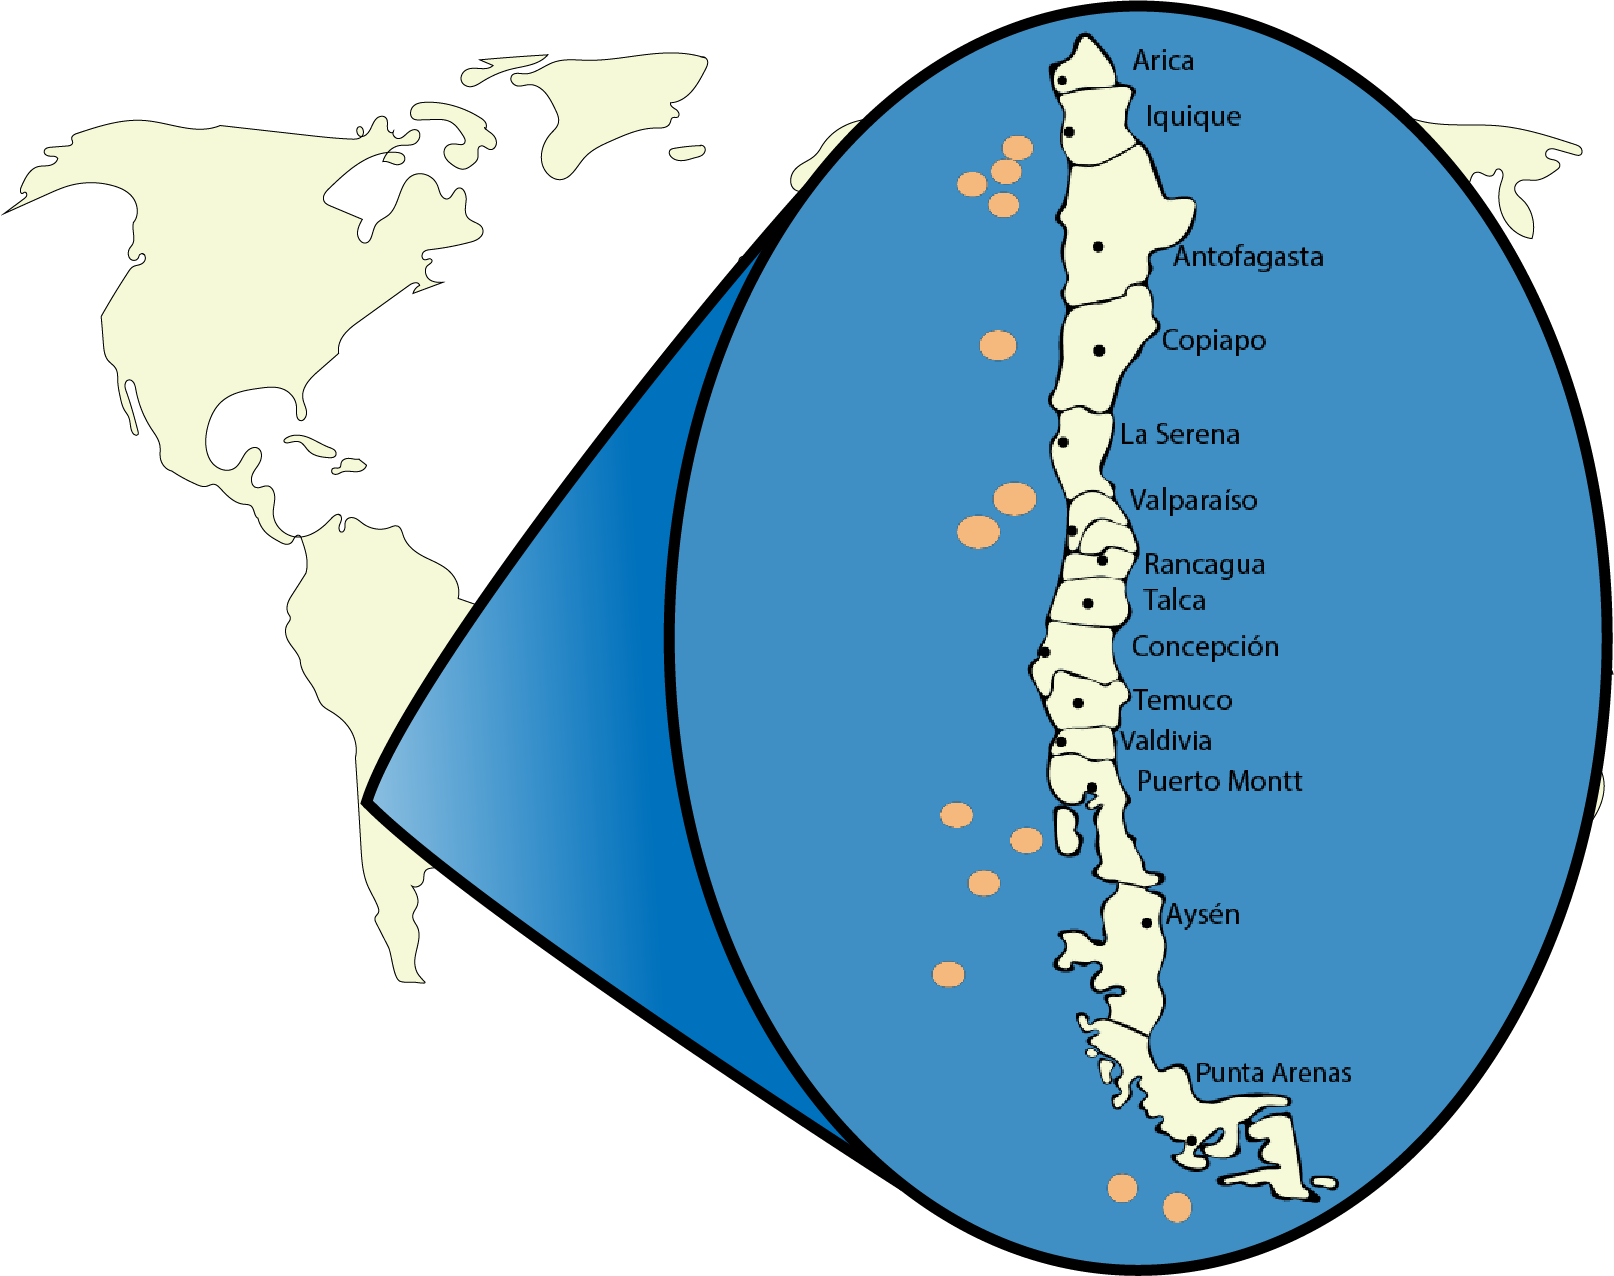 Arica
Iquique
Antofagasta
Copiapo
La Serena
Valparaíso
Rancagua
Talca
Concepción
Temuco
Valdivia
Puerto Montt
Aysén
Punta Arenas